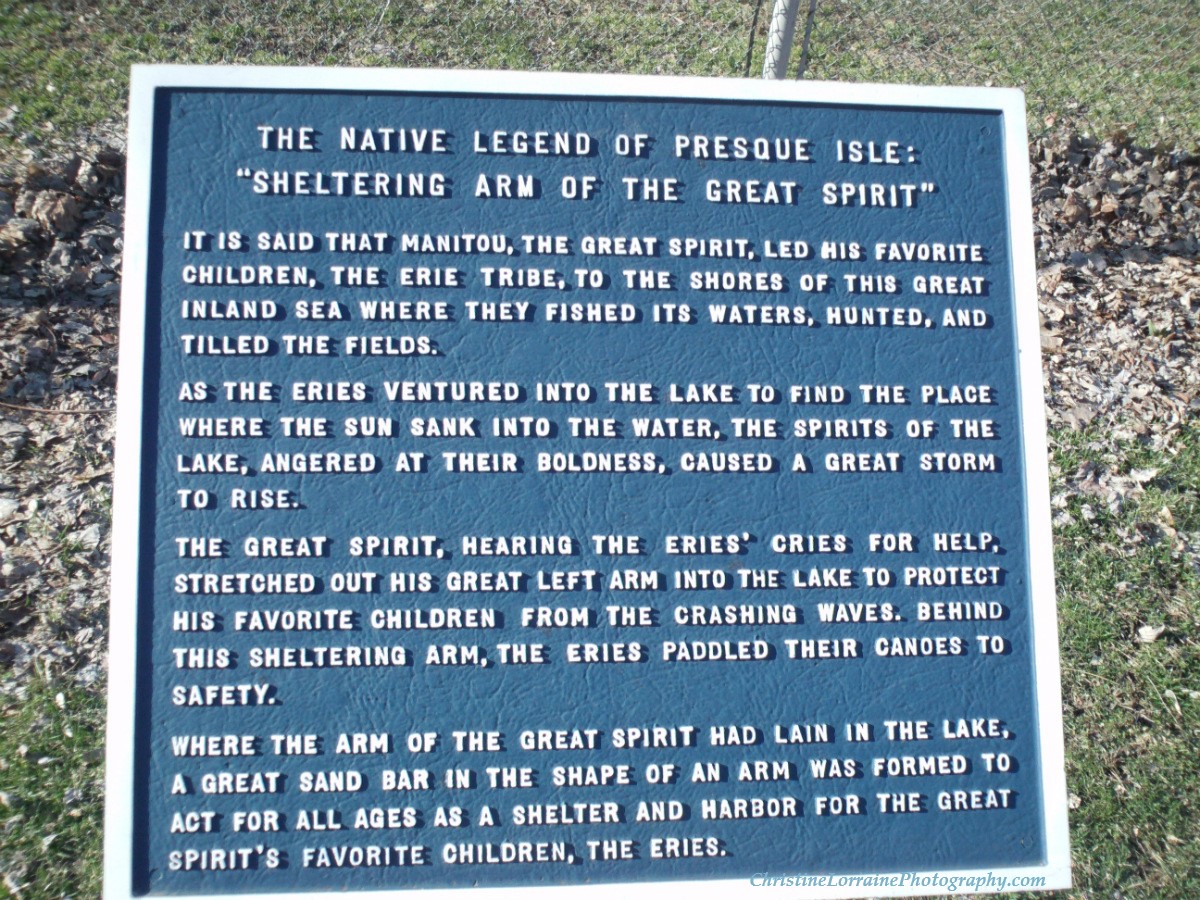 THE NATIVE LEGEND OF PRESQUE ISLE:
"SHELTERING ARM OF THE GREAT SPIRIT"
IT IS SAID THAT MANITOU, THE GREAT SPIRIT, LED HIS FAVORITE
CHILDREN, THE ERIE TRIBE, TO THE SHORES OF THIS GREAT
INLAND SEA WHERE THEY FISHED ITS WATERS, HUNTED, AND
TILLED THE FIELDS.
AS THE ERIES VENTURED INTO THE LAKE TO FIND THE PLACE
WHERE THE SUN SANK INTO THE WATER, THE SPIRITS OF THE
LAKE, ANGERED AT THEIR BOLDNESS, CAUSED A GREAT STORM
TO RISE.
THE GREAT SPIRIT, HEARING THE ERIES' CRIES FOR HELP,
STRETCHED OUT HIS GREAT LEFT ARM INTO THE LAKE TO PROTECT
HIS FAVORITE CHILDREN FROM THE CRASHING WAVES. BEHIND
THIS SHELTERING ARM, THE ERIES PADDLED THEIR CANOES TO
SAFETY.
WHERE THE ARM OF THE GREAT SPIRIT HAD LAIN IN THE LAKE,
A GREAT SAND BAR IN THE SHAPE OF AN ARM WAS FORMED TO
ACT FOR ALL AGES AS A SHELTER AND HARBOR FOR THE GREAT
SPIRIT'S FAVORITE CHILDREN, THE ERIES.
ChristineLorrainePhotography.com